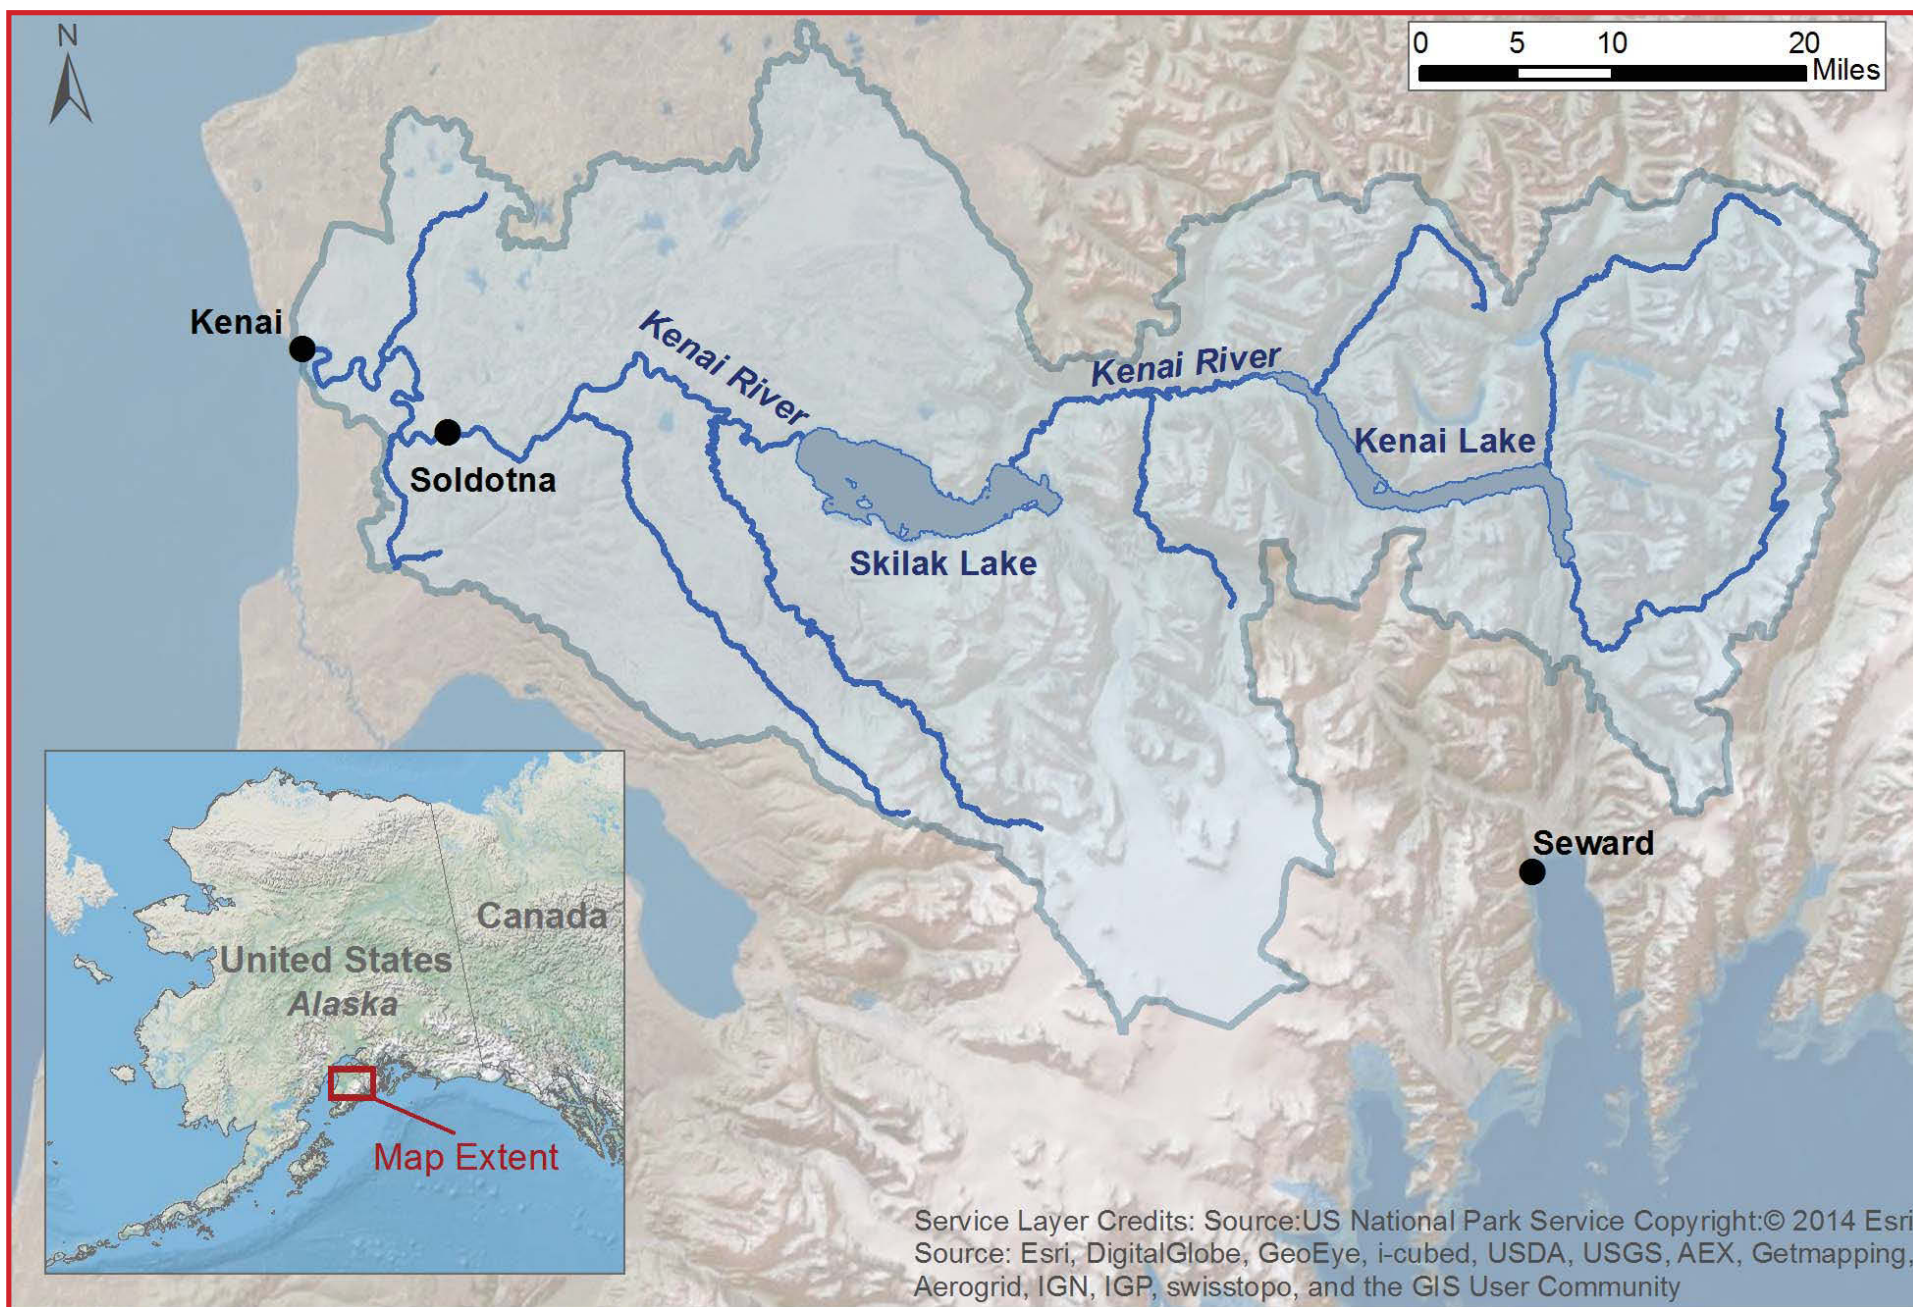 N
0 5 10 20
Miles
Kenai
Kenai River
Kenai River
Kenai Lake
Soldotna
Skilak Lake
Seward
Canada
United States
Alaska
Map Extent
Service Layer Credits: Source:US National Park Service Copyright:© 2014 Esri
Source: Esri, DigitalGlobe, GeoEye, i-cubed, USDA, USGS, AEX, Getmapping,
Aerogrid, IGN, IGP, swisstopo, and the GIS User Community